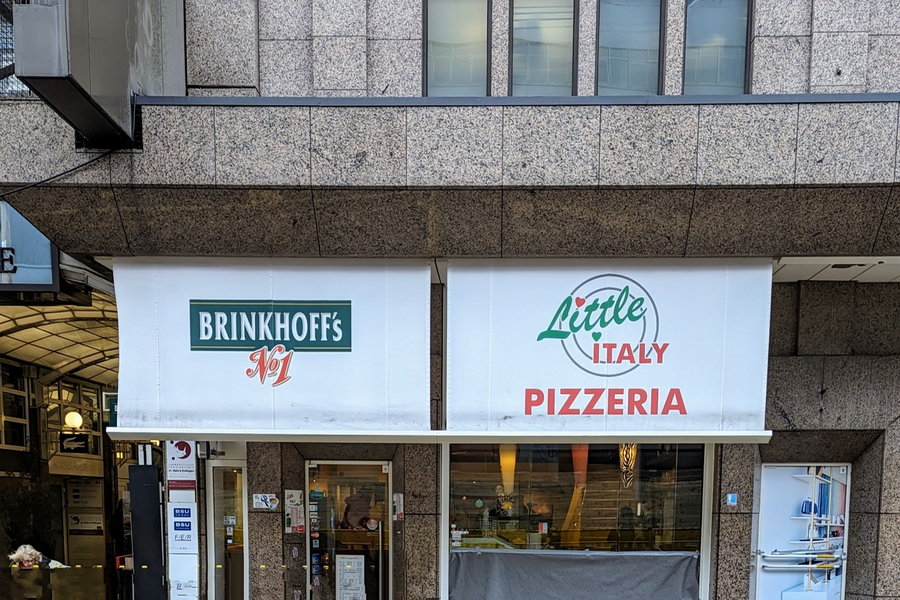 E
BRINKHOFF's
No1
Little
ITALY
PIZZERIA
BSU
BSU
F/E/R